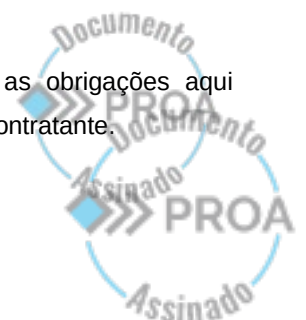 Documento
as obrigações aqui
PROA
ontratante.
Documento
Assinado
PROA
Assinado